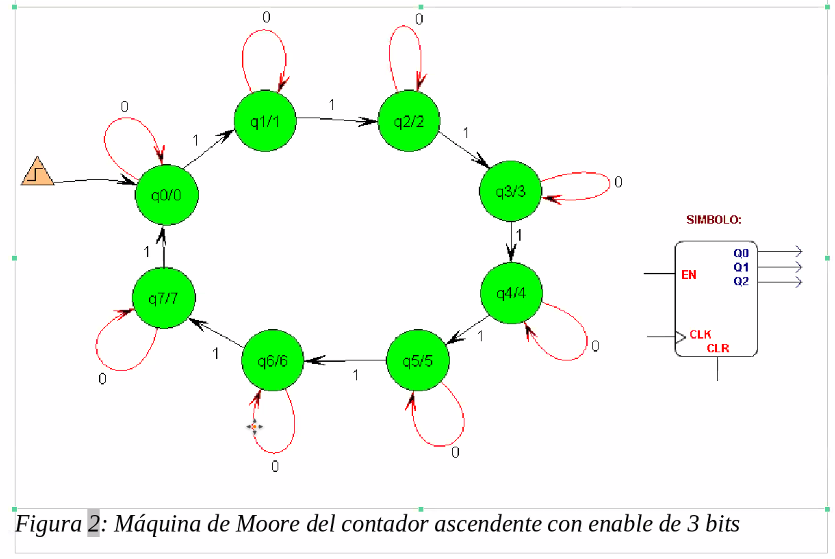 0
0
q1/1
1
q2/2
0
1
1
q0/0
q3/3
0
SIMBOLO:
1
1
EN
Q0
Q1
Q2
q7/7
q4/4
CLK
CLR
1
1
0
0
q6/6
1
q5/5
0
0
Figura 2: Máquina de Moore del contador ascendente con enable de 3 bits